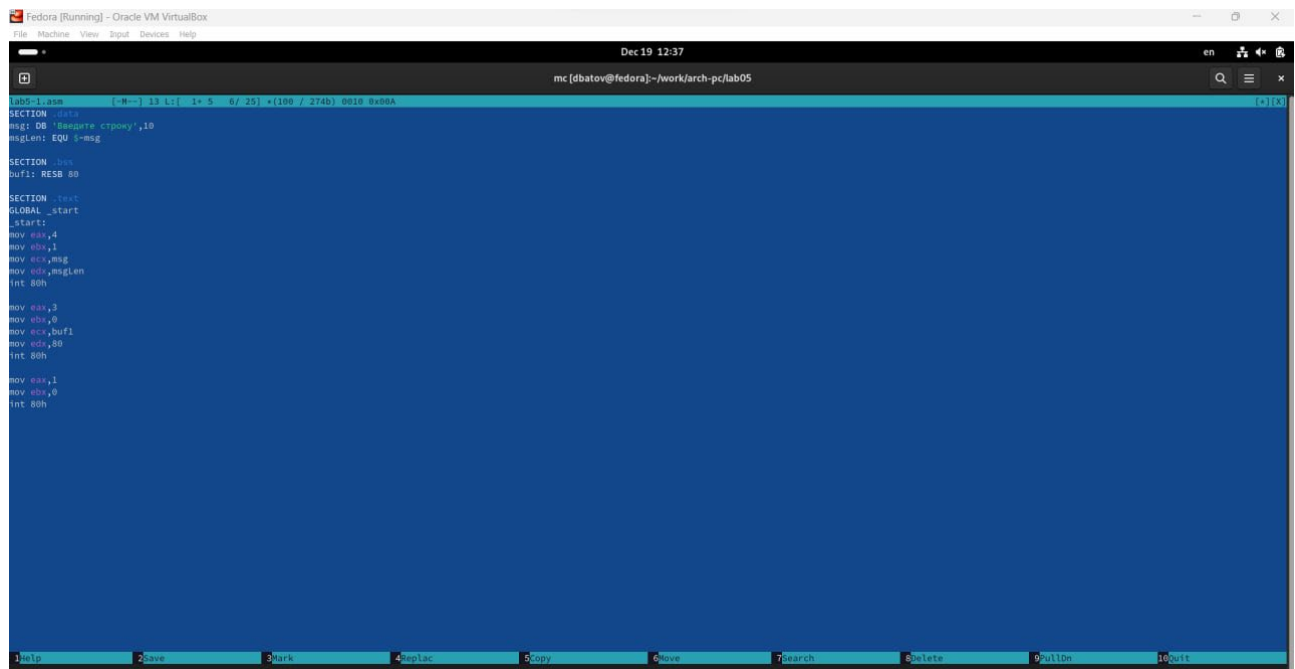 Fedora [Running] - Oracle VM VirtualBox
File Machine View Input Devices Help
Dec 19 12:37
en
mc [dbatov@fedora]:~/work/arch-pc/lab05
lab5-1.asm [-M--] 13 L:[ 1+ 5 6/ 25] *(100 / 274b) 0010 0x00A [*][X]
SECTION .data
msg: DB 'Введите строку',10
msgLen: EQU $-msg
SECTION .bss
buf1: RESB 80
SECTION .text
GLOBAL _start
_start:
mov eax,4
mov ebx,1
mov ecx,msg
mov edx,msgLen
int 80h
mov eax,3
mov ebx,0
mov ecx,buf1
mov edx,80
int 80h
mov eax,1
mov ebx,0
int 80h
1Help 2Save 3Mark 4Replac 5Copy 6Move 7Search 8Delete 9PullDn 10Quit